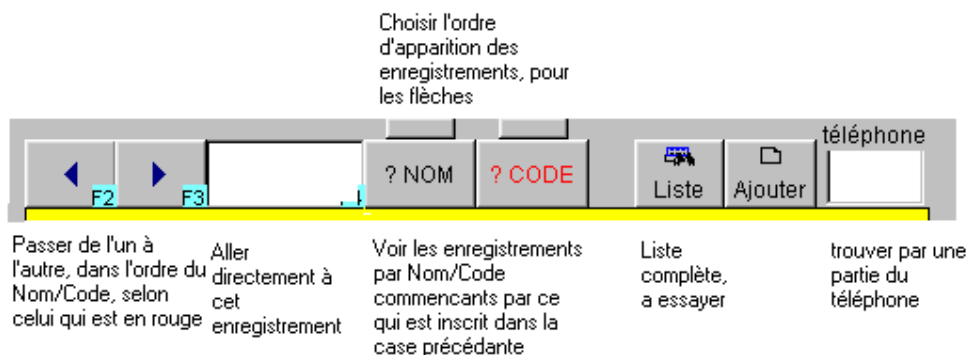 Choisir l'ordre
d'apparition des
enregistrements, pour
les flèches
téléphone
F2
F3
? NOM
? CODE
Liste
Ajouter
Passer de l'un à
l'autre, dans l'ordre du
Nom/Code, selon
celui qui est en rouge
Aller
directement à
cet
enregistrement
Voir les enregistrements
par Nom/Code
commencants par ce
qui est inscrit dans la
case précédante
Liste
complète,
a essayer
trouver par une
partie du
téléphone